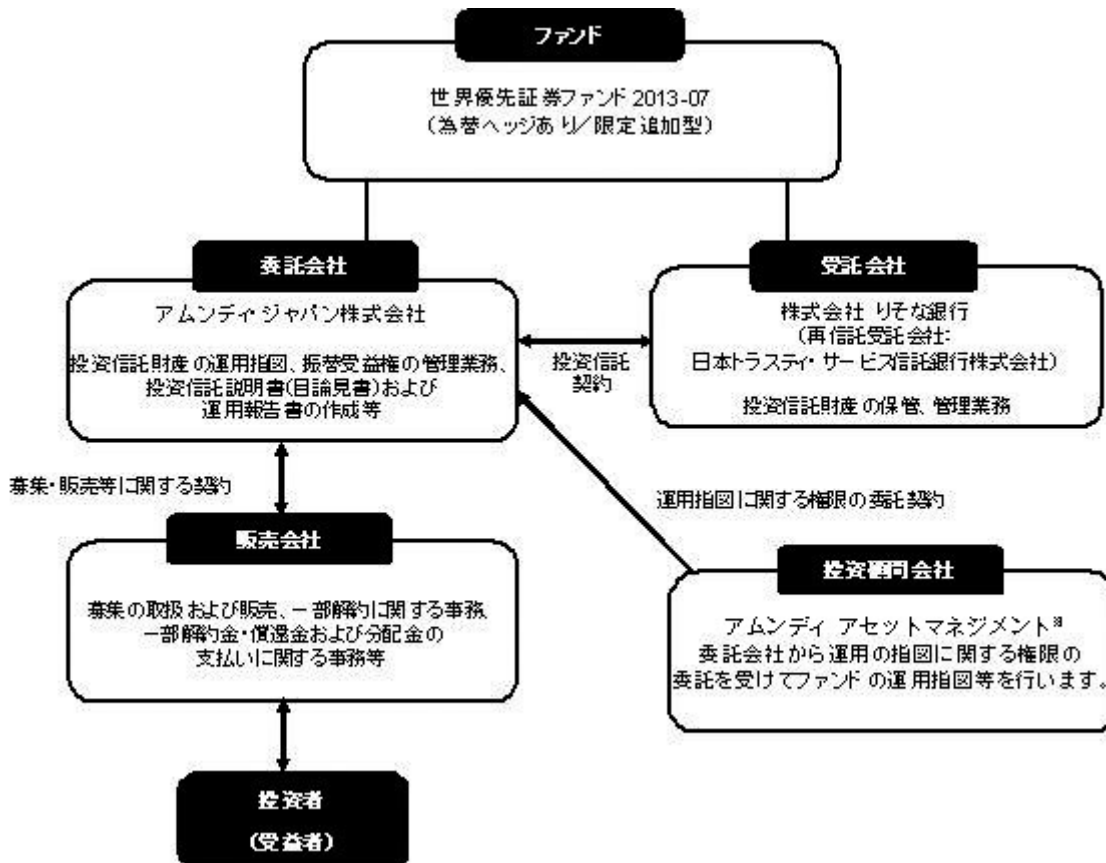 ファンド
世界優先証券ファンド 2013-07
（為替ヘッジあり／限定追加型）
委託会社
アムンディ・ジャパン株式会社
投資信託財産の運用指図、振替受益権の管理業務、
投資信託説明書(目論見書)および
運用報告書の作成等
投資信託
契約
受託会社
株式会社 りそな銀行
（再信託受託会社：
日本トラスティ・サービス信託銀行株式会社）
投資信託財産の保管、管理業務
募集・販売等に関する契約
運用指図に関する権限の委託契約
販売会社
募集の取扱および販売、一部解約に関する事務、
一部解約金・償還金および分配金の
支払いに関する事務等
投資顧問会社
アムンディ アセットマネジメント※
委託会社から運用の指図に関する権限の
委託を受けてファンドの運用指図等を行います。
投資者
（受益者）